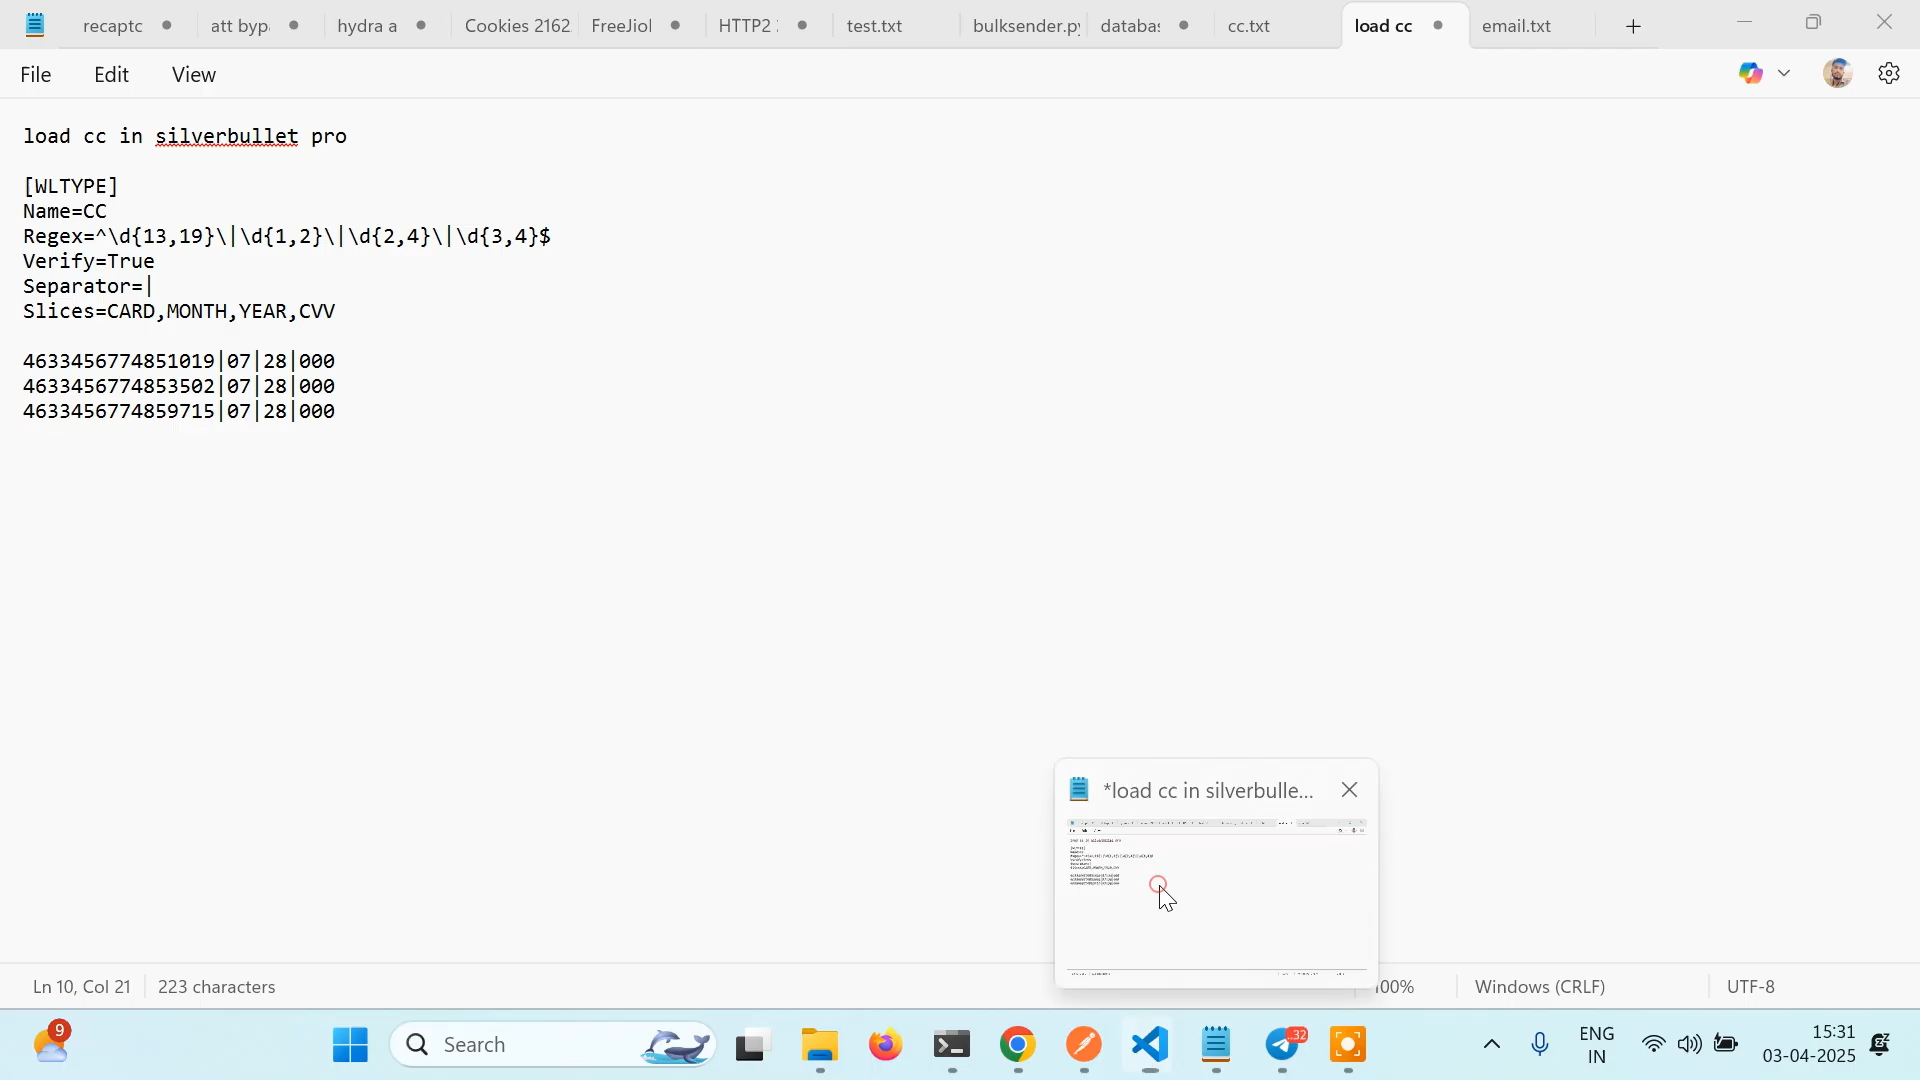 recaptc
att byp
hydra a
Cookies 2162
FreeJiol
HTTP2
test.txt
bulksender.py
databa
cc.txt
load cc
email.txt
File
Edit
View
load cc in silverbullet pro
[WLTYPE]
Name=CC
Regex=^\d{13,19}\|\d{1,2}\|\d{2,4}\|\d{3,4}$
Verify=True
Separator=|
Slices=CARD,MONTH,YEAR,CVV
4633456774851019|07|28|000
4633456774853502|07|28|000
4633456774859715|07|28|000
*load cc in silverbulle...
Ln 10, Col 21
223 characters
100%
Windows (CRLF)
UTF-8
9
Search
..32
ENG
IN
15:31
03-04-2025